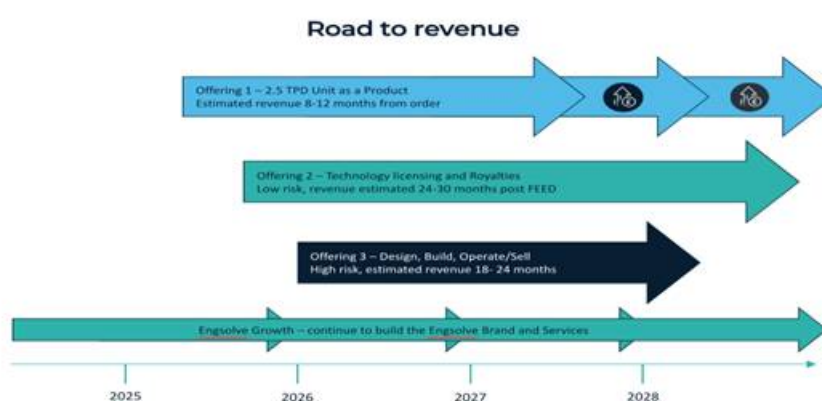 Road to revenue
Offering 1 – 2.5 TPD Unit as a Product
Estimated revenue 8-12 months from order
Offering 2 – Technology licensing and Royalties
Low risk, revenue estimated 24-30 months post FEED
Offering 3 – Design, Build, Operate/Sell
High risk, estimated revenue 18- 24 months
Engsolve Growth – continue to build the Engsolve Brand and Services
2025 2026 2027 2028